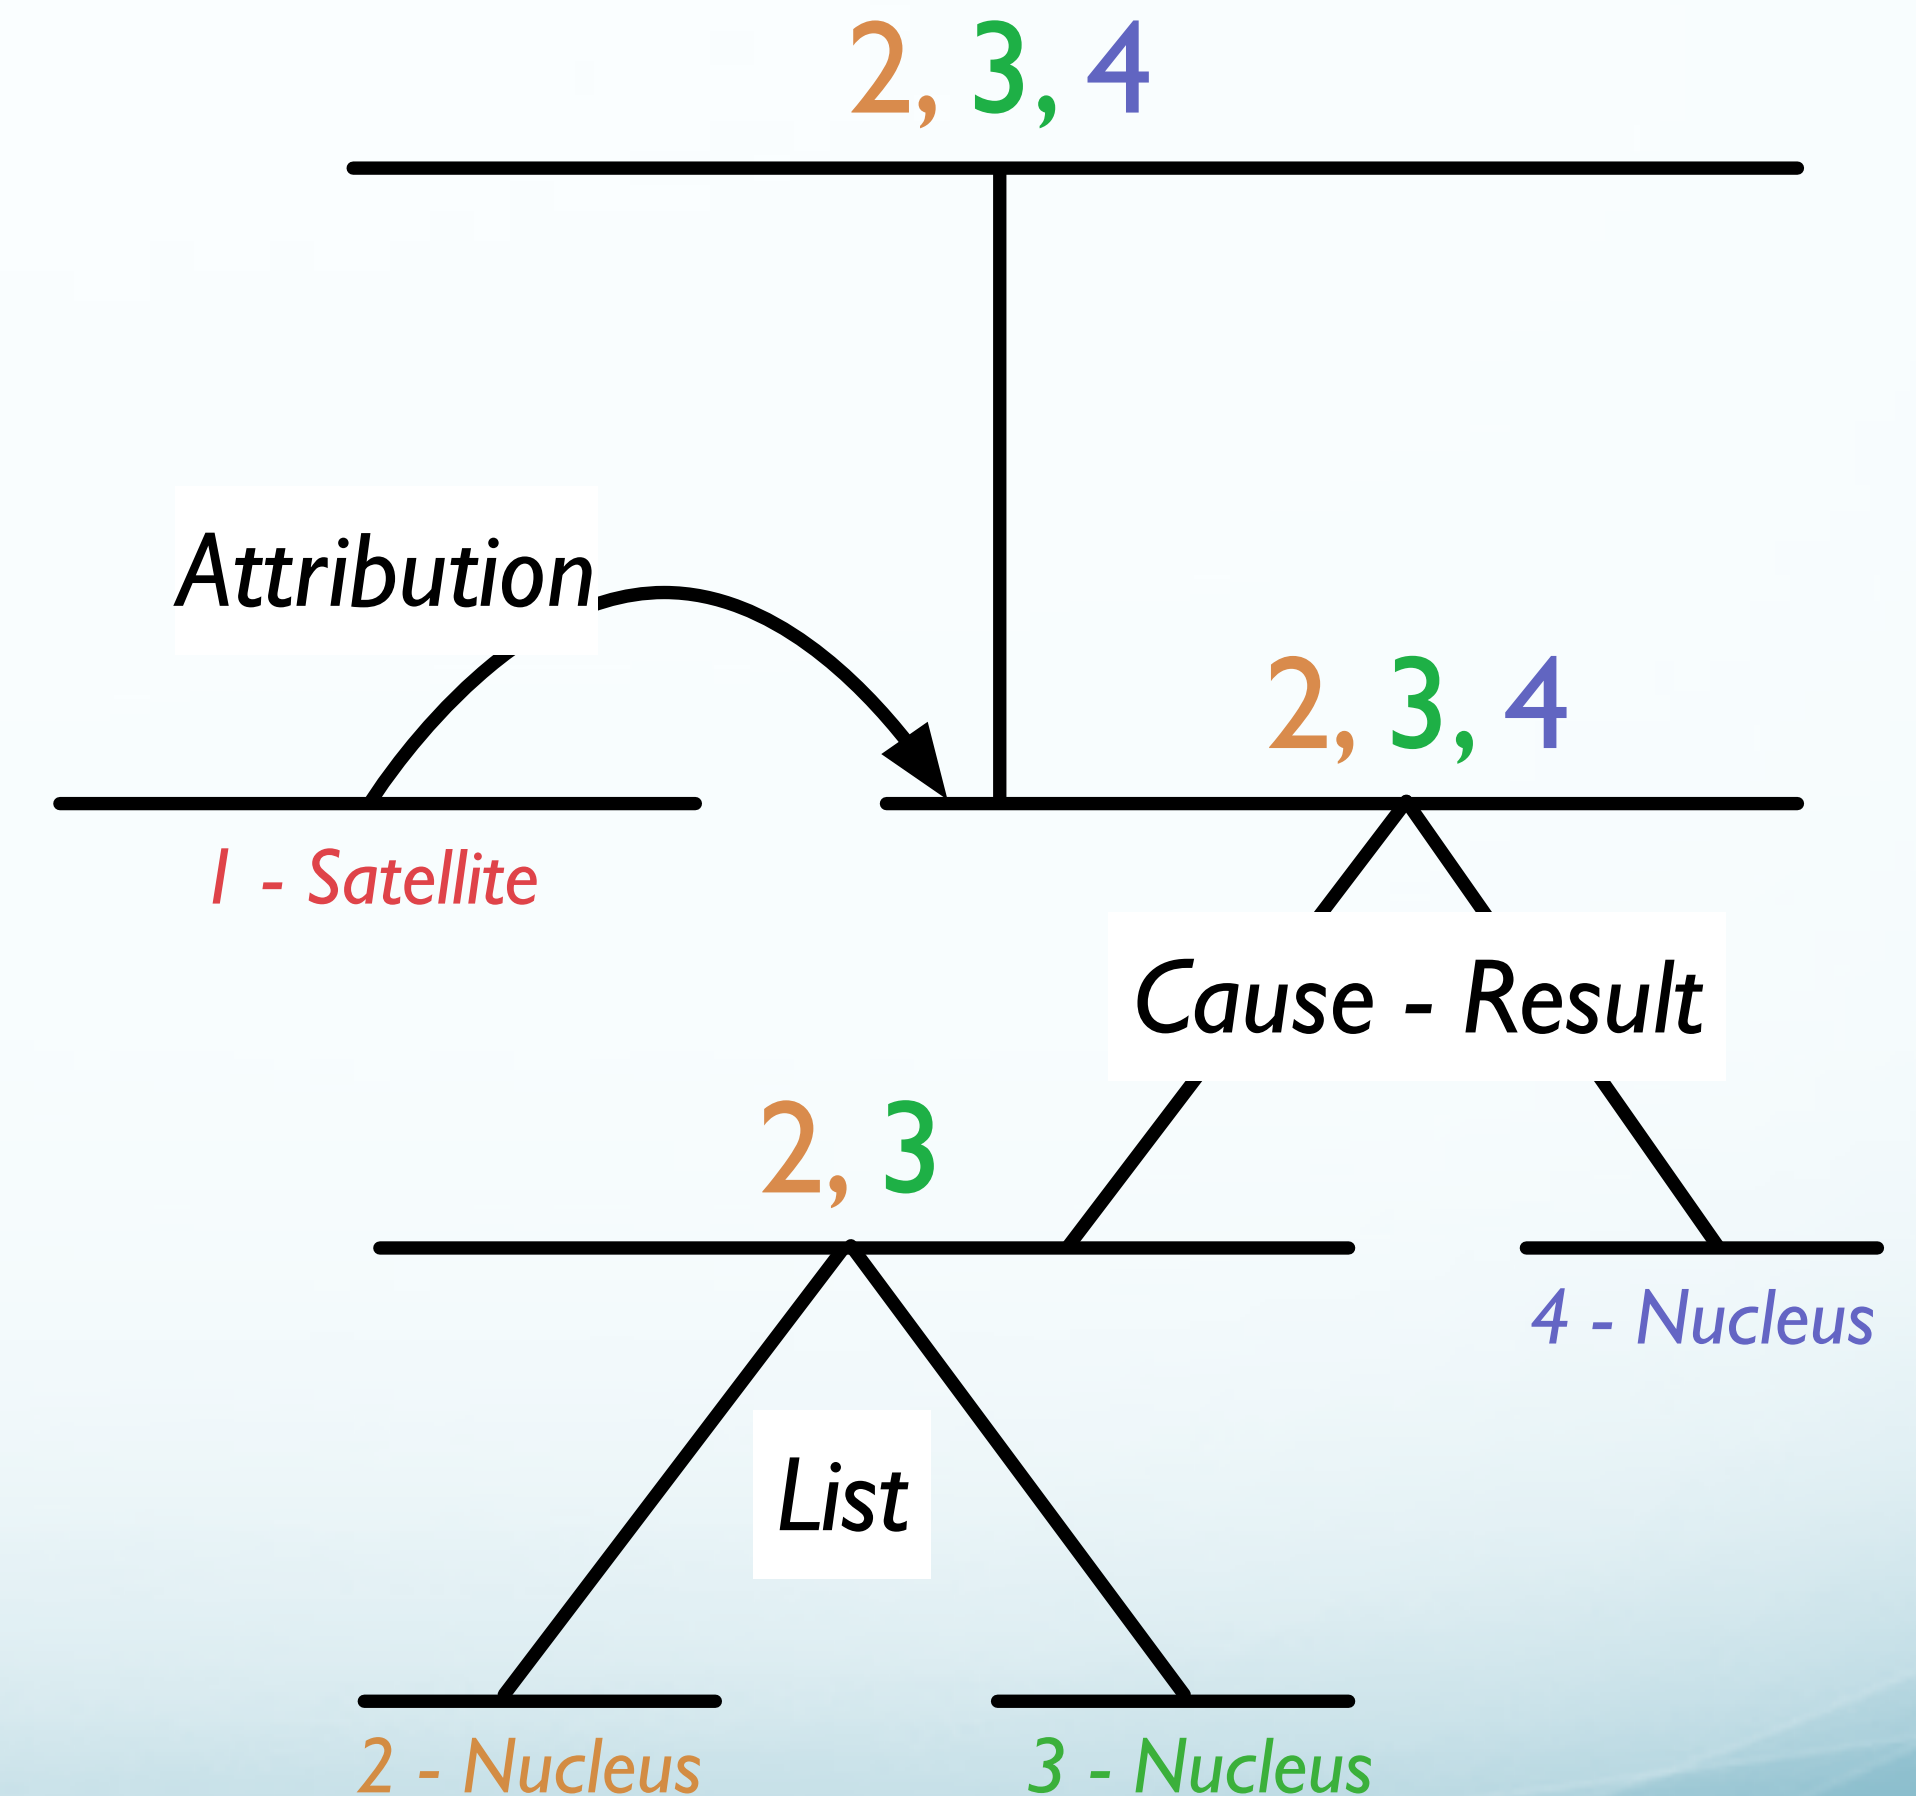 2, 3, 4
Attribution
2, 3, 4
1 - Satellite
Cause - Result
2, 3
4 - Nucleus
List
2 - Nucleus
3 - Nucleus